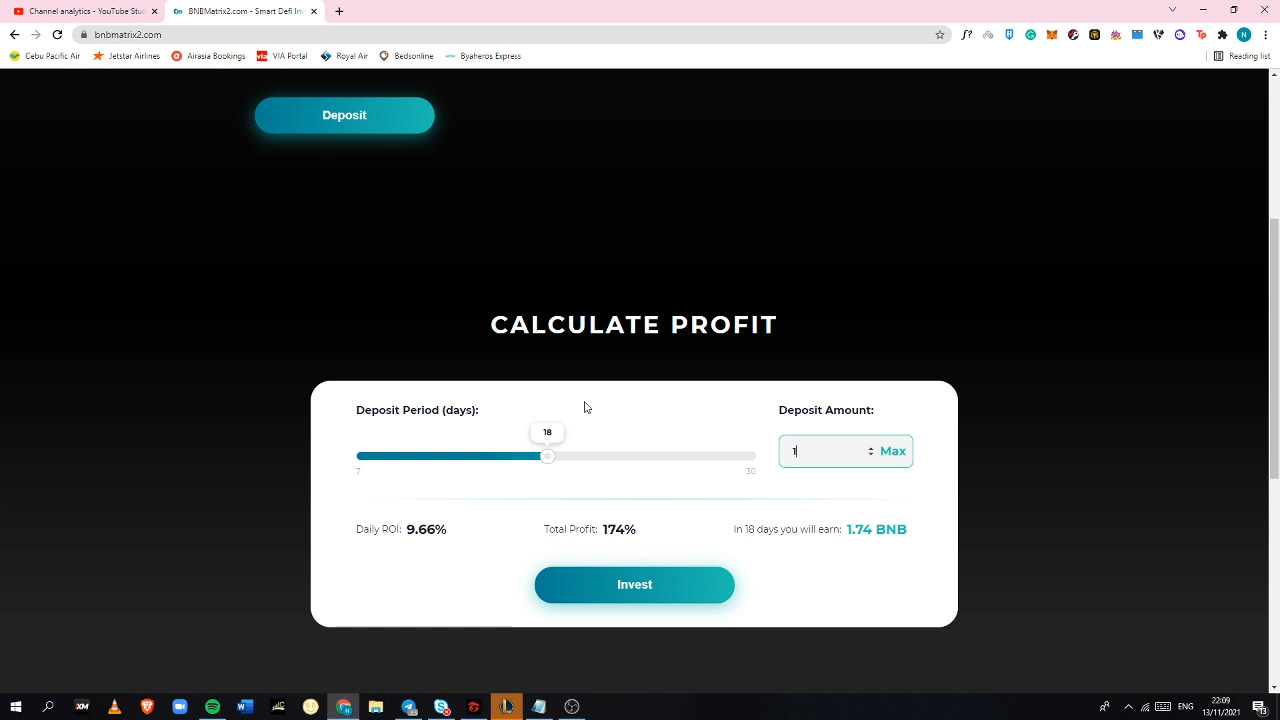 Channel analytics - YouTube Stu
BNBMatrix2.com - Smart Defi Inv
bnbmatrix2.com
Cebu Pacific Air
Jetstar Airlines
Airasia Bookings
VIA Portal
Royal Air
Bedsonline
Byaheros Express
Reading list
Deposit
CALCULATE PROFIT
Deposit Period (days):
Deposit Amount:
18
1
Max
7
30
Daily ROI: 9.66%
Total Profit: 174%
In 18 days you will earn: 1.74 BNB
Invest
ENG
22:09
13/11/2021